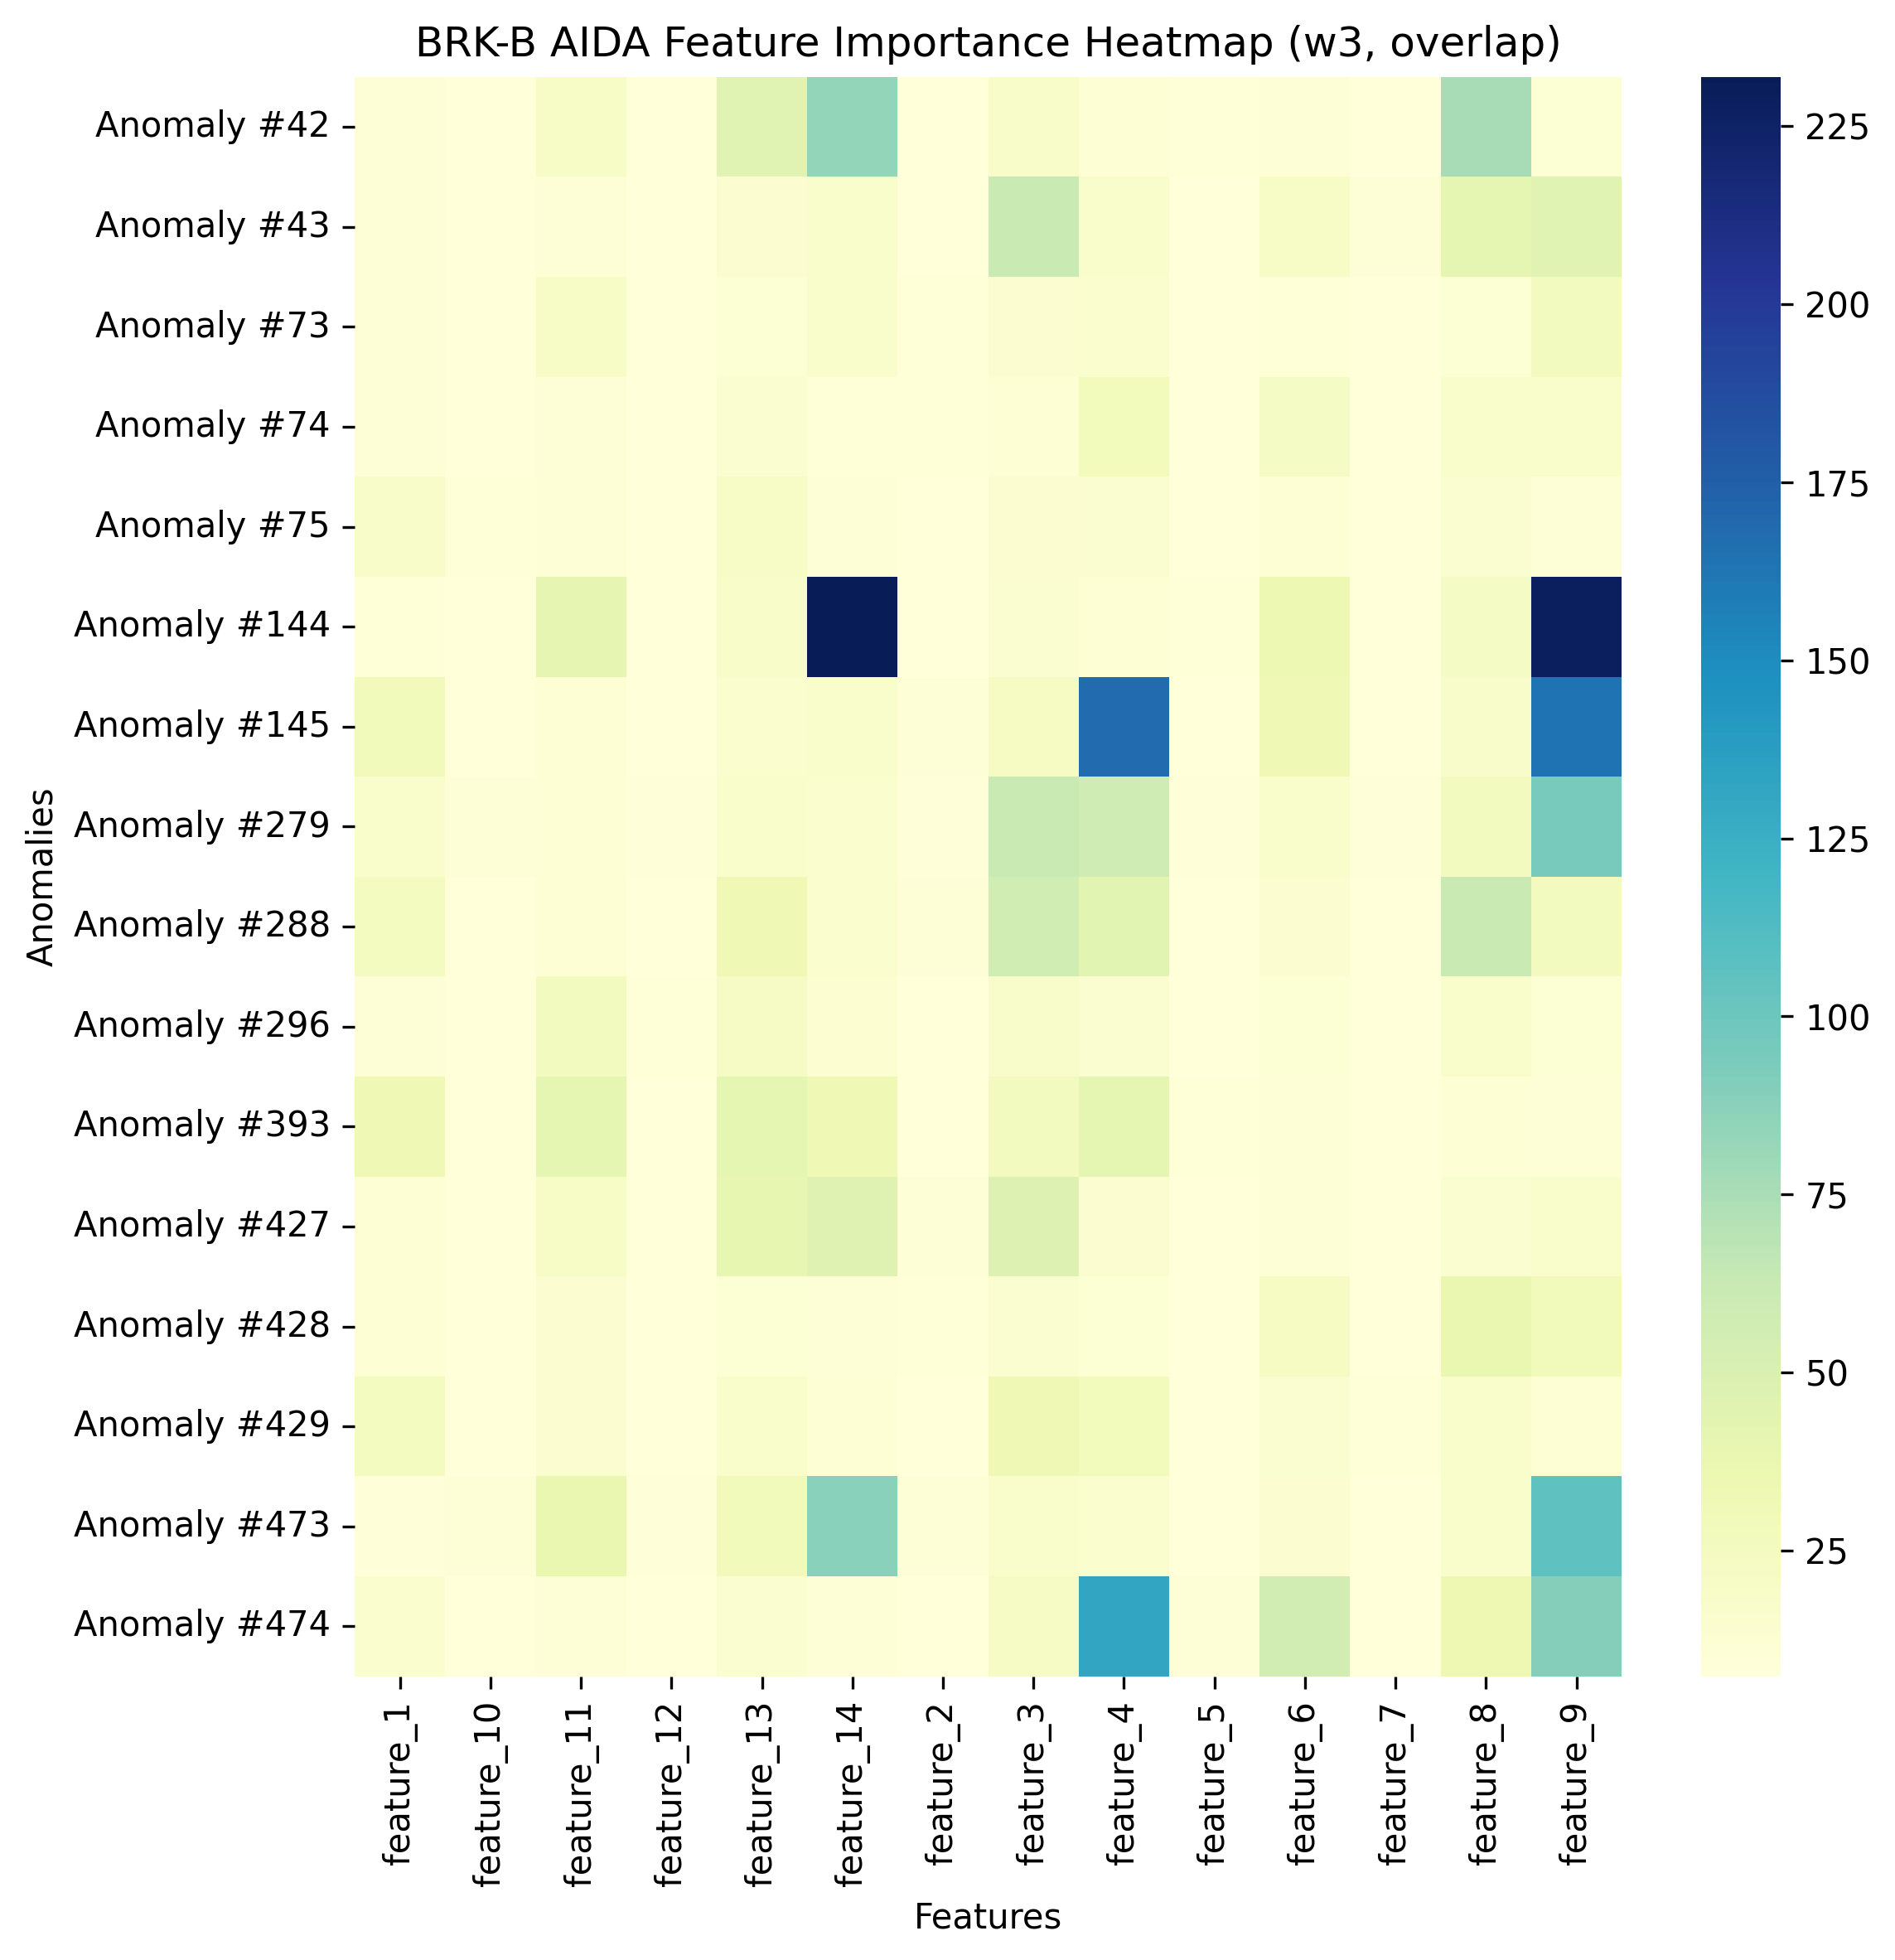 BRK-B AIDA Feature Importance Heatmap (w3, overlap)
Anomalies
Anomaly #42
Anomaly #43
Anomaly #73
Anomaly #74
Anomaly #75
Anomaly #144
Anomaly #145
Anomaly #279
Anomaly #288
Anomaly #296
Anomaly #393
Anomaly #427
Anomaly #428
Anomaly #429
Anomaly #473
Anomaly #474
feature_1
feature_10
feature_11
feature_12
feature_13
feature_14
feature_2
feature_3
feature_4
feature_5
feature_6
feature_7
feature_8
feature_9
Features
225
200
175
150
125
100
75
50
25